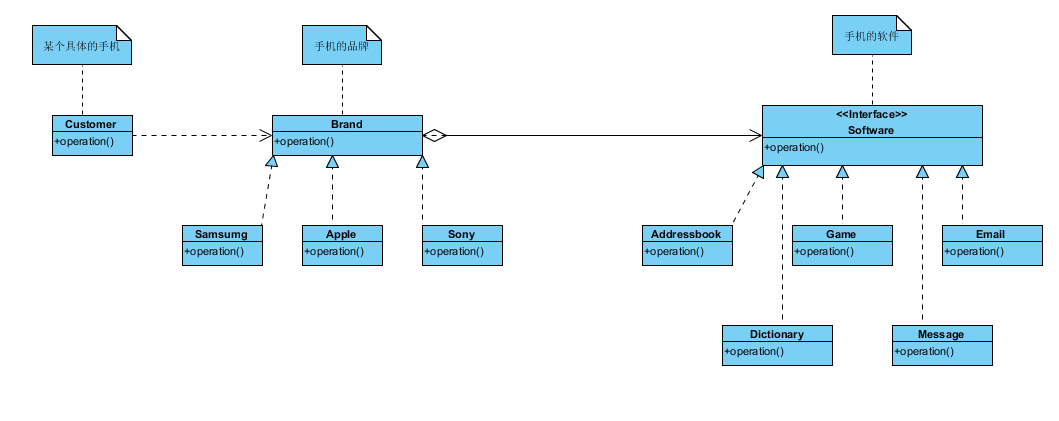 某个具体的手机
手机的品牌
手机的软件
Customer
+operation()
Brand
+operation()
<<Interface>>
Software
+operation()
Samsumg
+operation()
Apple
+operation()
Sony
+operation()
Addressbook
+operation()
Game
+operation()
Email
+operation()
Dictionary
+operation()
Message
+operation()